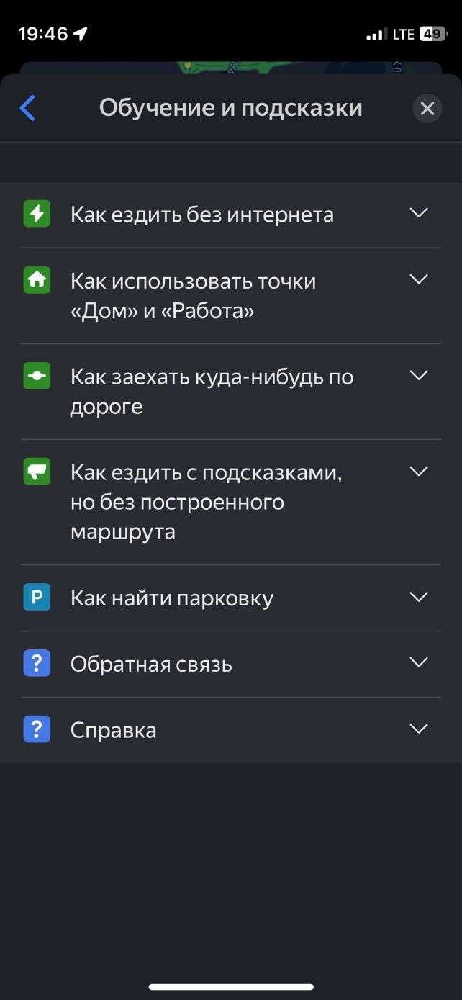 19:46
LTE 49
Обучение и подсказки
Как ездить без интернета
Как использовать точки
«Дом» и «Работа»
Как заехать куда-нибудь по
дороге
Как ездить с подсказками,
но без построенного
маршрута
P Как найти парковку
? Обратная связь
? Справка